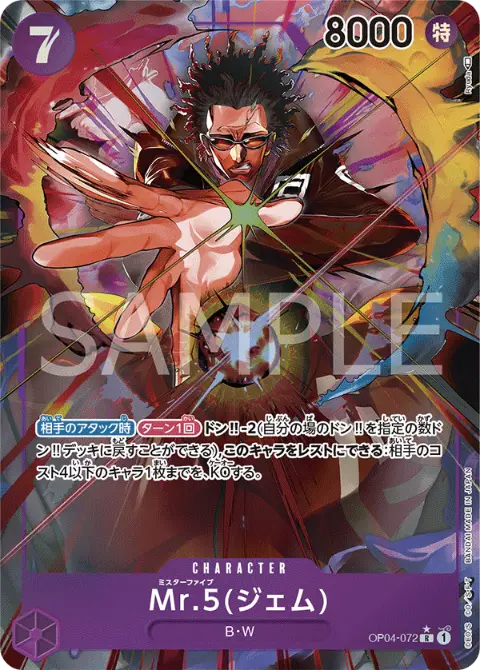 7
8000 特
SAMPLE
相手のアタック時 ターン1回 ドン!!-2(自分の場のドン!!を指定の数ド
ン!!デッキに戻すことができる),このキャラをレストにできる:相手のコ
スト4以下のキャラ1枚までを、KOする。
CHARACTER
ミスターファイブ
Mr.5(ジェム)
B・W
OP04-072 R 1
BANDAI MADE IN JAPAN